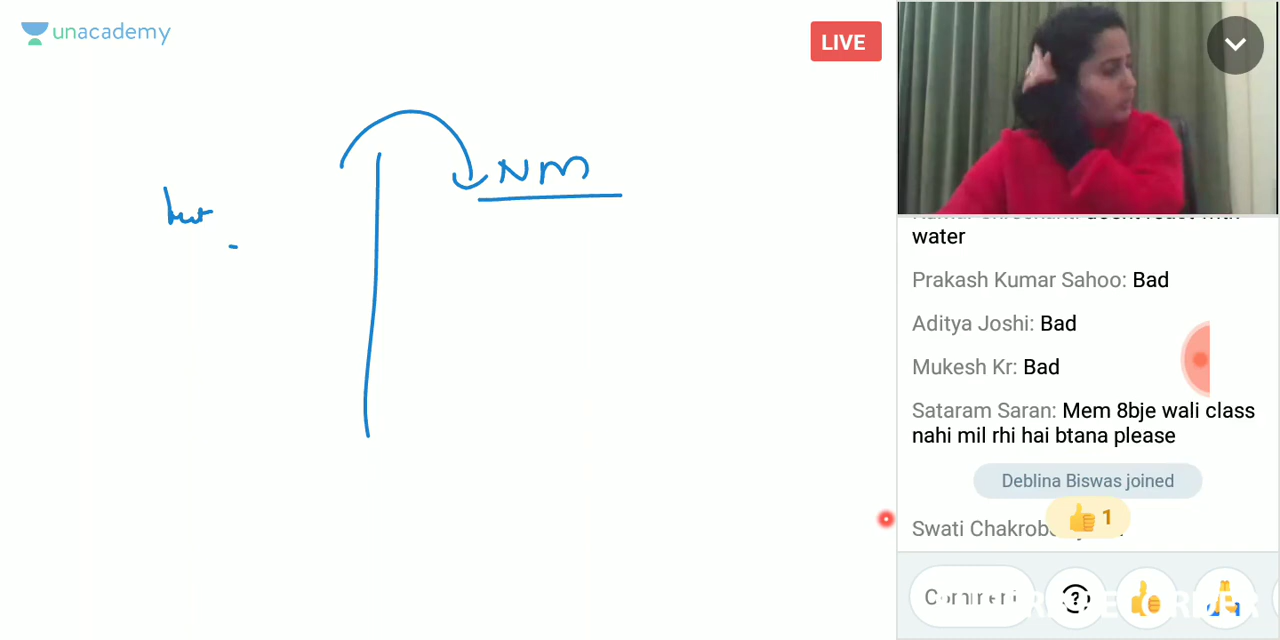 unacademy
LIVE
NM
water
Prakash Kumar Sahoo: Bad
Aditya Joshi: Bad
Mukesh Kr: Bad
Sataram Saran: Mem 8bje wali class
nahi mil rhi hai btana please
Deblina Biswas joined
1
Swati